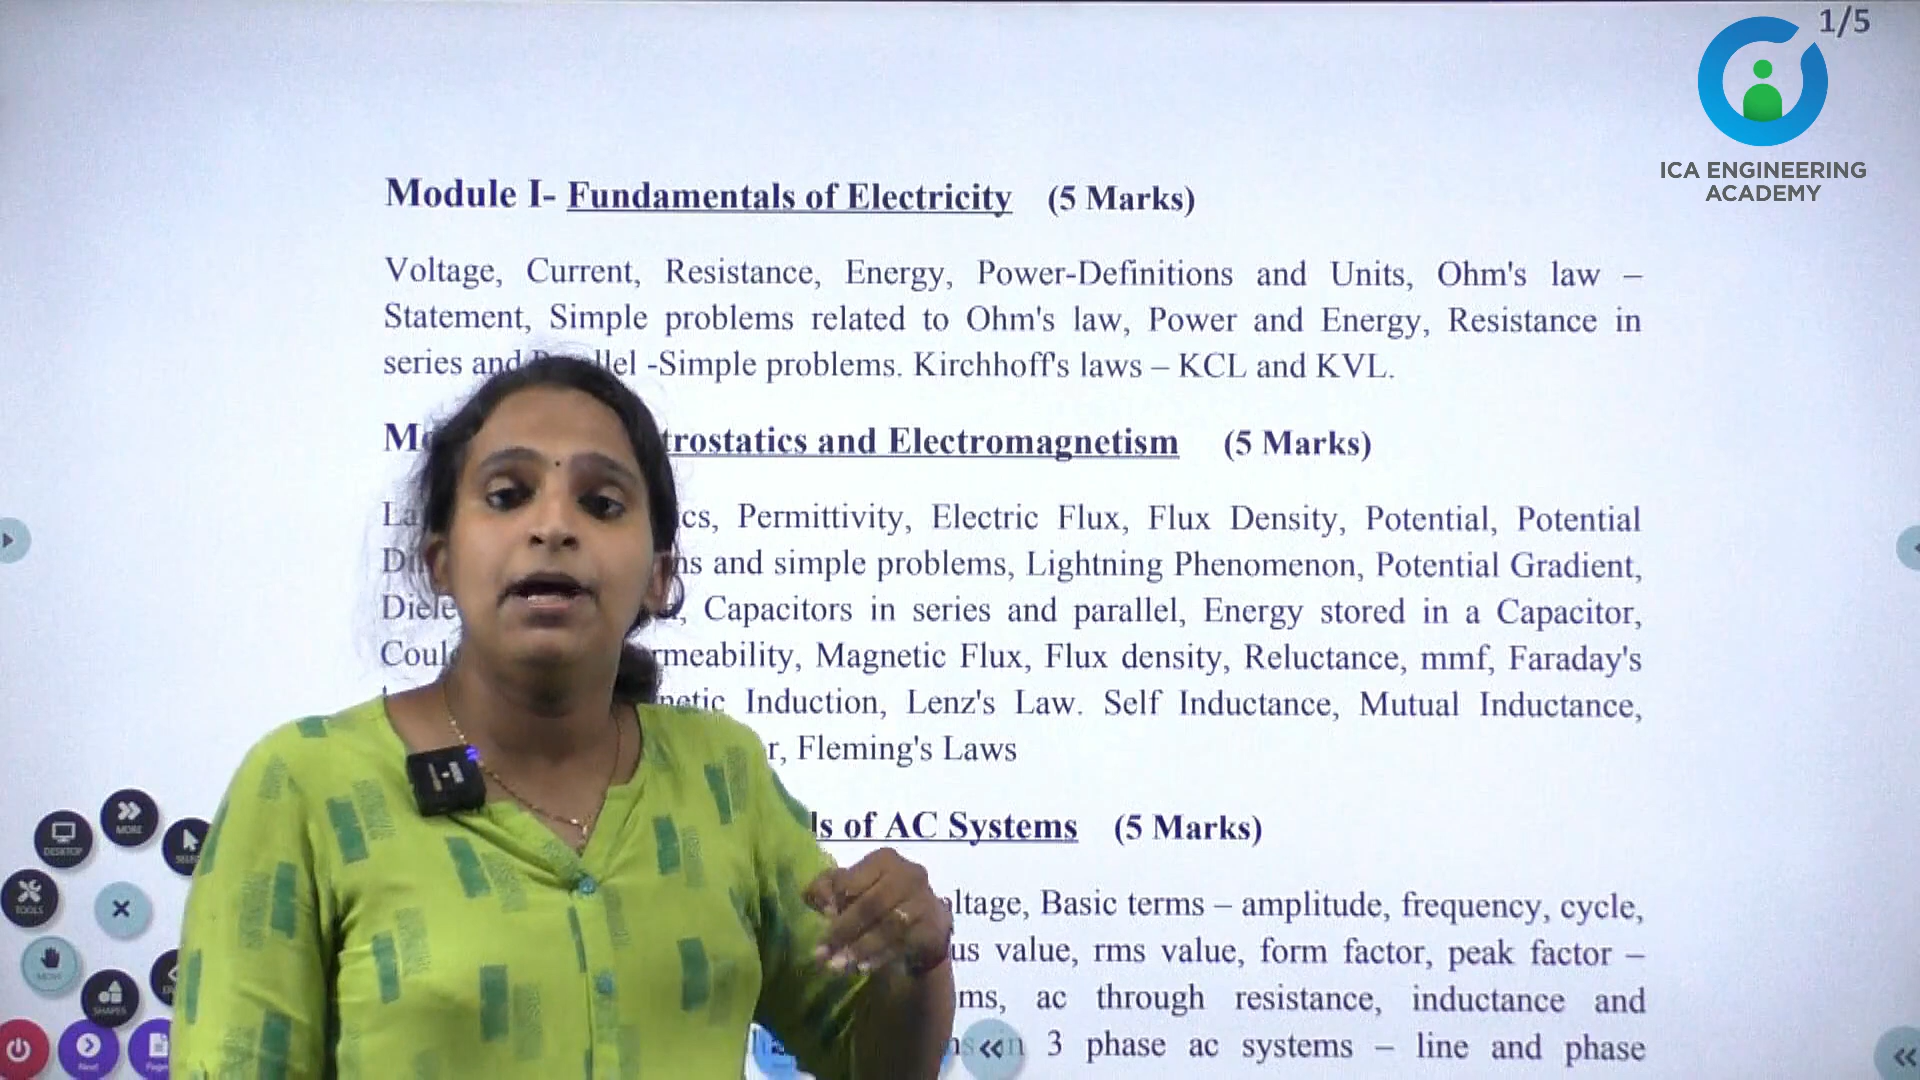 1/5
ICA ENGINEERING
ACADEMY
Module I- Fundamentals of Electricity (5 Marks)
Voltage, Current, Resistance, Energy, Power-Definitions and Units, Ohm's law –
Statement, Simple problems related to Ohm's law, Power and Energy, Resistance in
series and -Simple problems. Kirchhoff's laws – KCL and KVL.
and Electromagnetism (5 Marks)
Permittivity, Electric Flux, Flux Density, Potential, Potential
and simple problems, Lightning Phenomenon, Potential Gradient,
Capacitors in series and parallel, Energy stored in a Capacitor,
Magnetic Flux, Flux density, Reluctance, mmf, Faraday's
Induction, Lenz's Law. Self Inductance, Mutual Inductance,
Fleming's Laws
of AC Systems (5 Marks)
Basic terms – amplitude, frequency, cycle,
value, rms value, form factor, peak factor –
ac through resistance, inductance and
3 phase ac systems – line and phase
MORE
DESKTOP
TOOLS
MOVE
SHAPES
Next